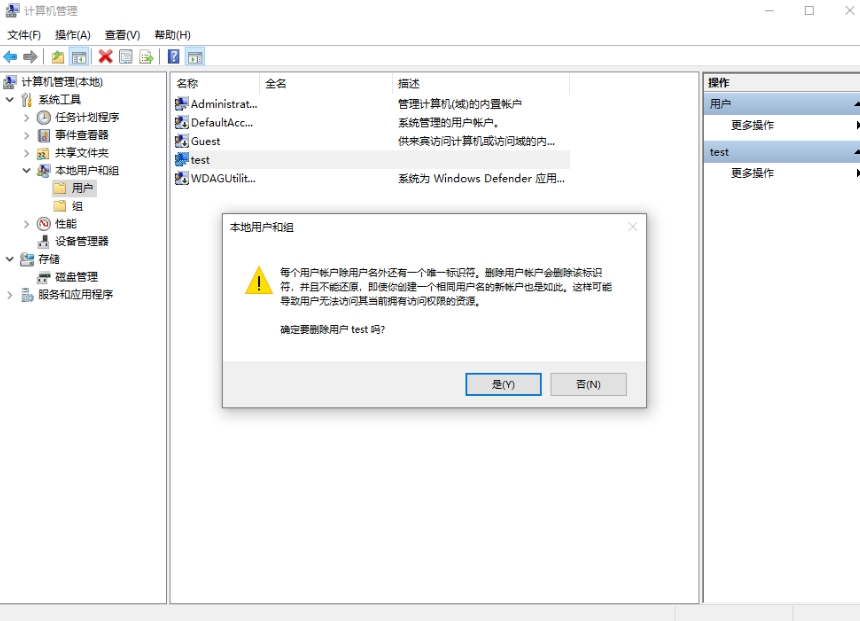 计算机管理
文件(F) 操作(A) 查看(V) 帮助(H)
计算机管理(本地)
系统工具
任务计划程序
事件查看器
共享文件夹
本地用户和组
用户
组
性能
设备管理器
存储
磁盘管理
服务和应用程序
名称 全名 描述
Administrat... 管理计算机(域)的内置帐户
DefaultAcc... 系统管理的用户帐户。
Guest 供来宾访问计算机或访问域的内...
test
WDAGUtilit... 系统为 Windows Defender 应用...
操作
用户
更多操作
test
更多操作
本地用户和组
每个用户帐户除用户名外还有一个唯一标识符。删除用户帐户会删除该标识
符，并且不能还原，即使你创建一个相同用户名的新帐户也是如此。这样可能
导致用户无法访问其当前拥有访问权限的资源。
确定要删除用户 test 吗?
是(Y) 否(N)